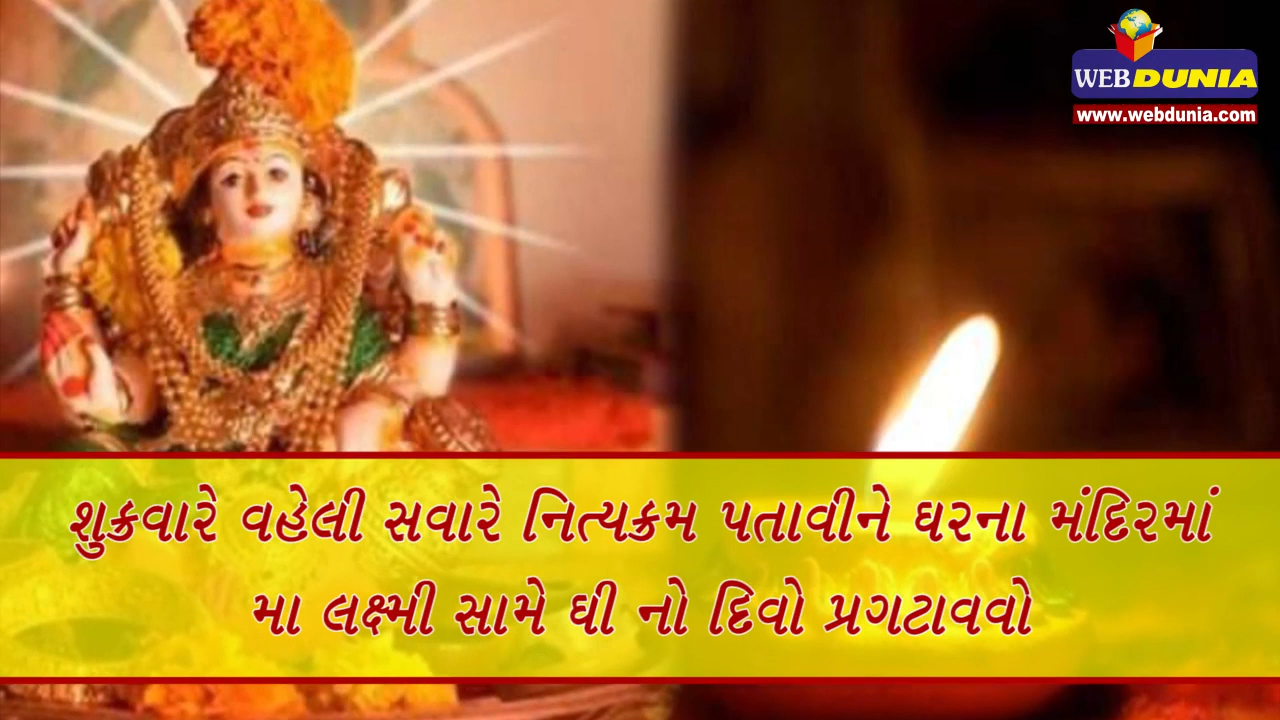 WEBDUNIA
www.webdunia.com
શુક્રવારે વહેલી સવારે નિત્યક્રમ પતાવીને ઘરના મંદિરમાં
મા લક્ષ્મી સામે ઘી નો દિવો પ્રગટાવવો